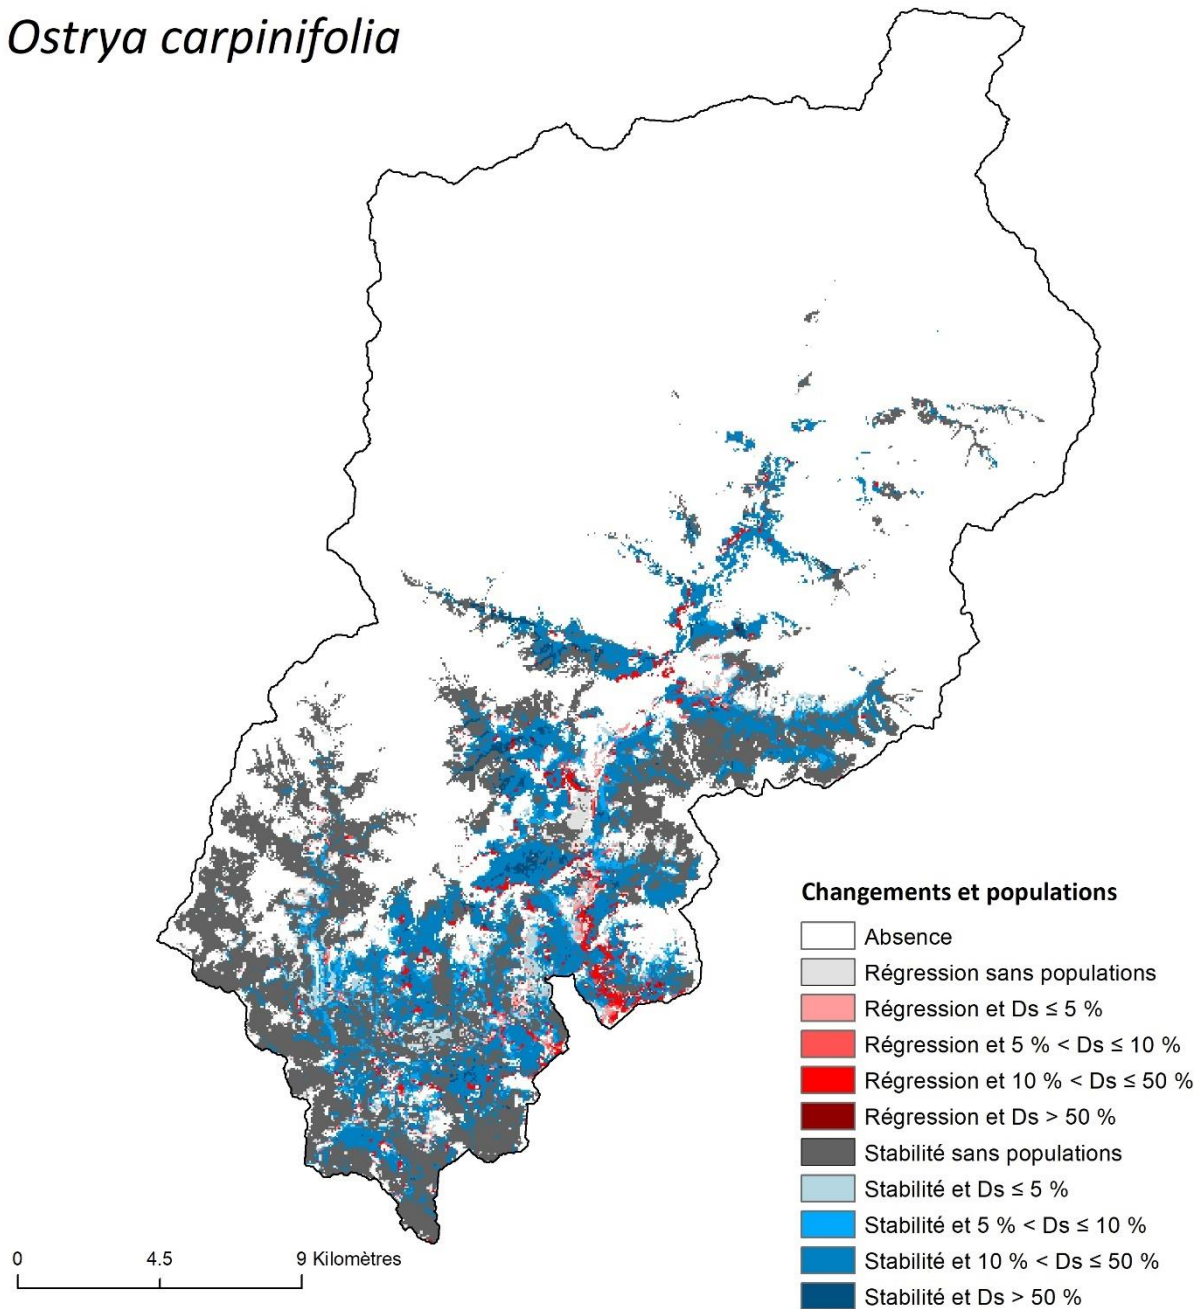 Ostrya carpinifolia
Changements et populations
Absence
Régression sans populations
Régression et Ds ≤ 5 %
Régression et 5 % < Ds ≤ 10 %
Régression et 10 % < Ds ≤ 50 %
Régression et Ds > 50 %
Stabilité sans populations
Stabilité et Ds ≤ 5 %
Stabilité et 5 % < Ds ≤ 10 %
Stabilité et 10 % < Ds ≤ 50 %
Stabilité et Ds > 50 %
0 4.5 9 Kilomètres